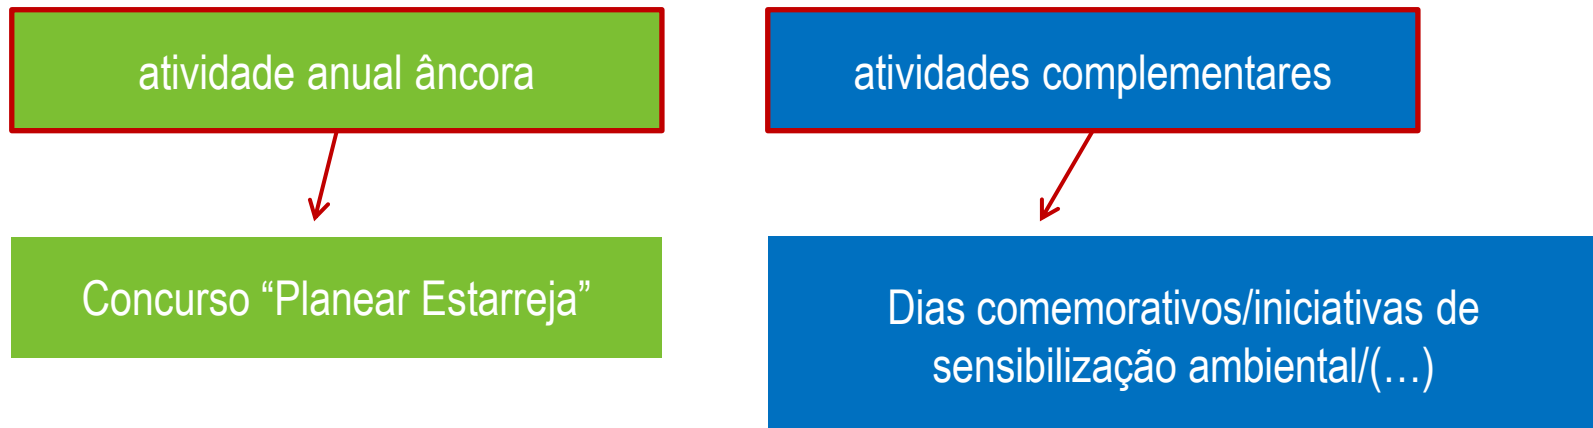 atividade anual âncora
atividades complementares
Concurso “Planear Estarreja”
Dias comemorativos/iniciativas de
sensibilização ambiental/(…)